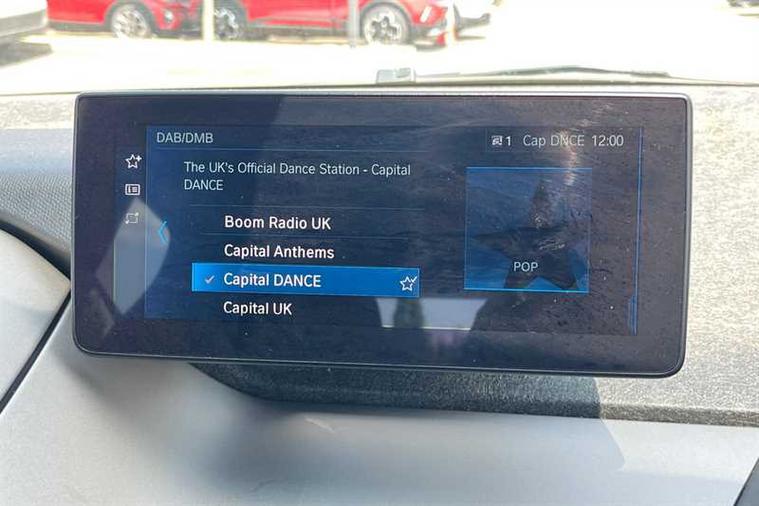 DAB/DMB
1 Cap DNCE 12:00
The UK's Official Dance Station - Capital
DANCE
Boom Radio UK
Capital Anthems
Capital DANCE
Capital UK
POP